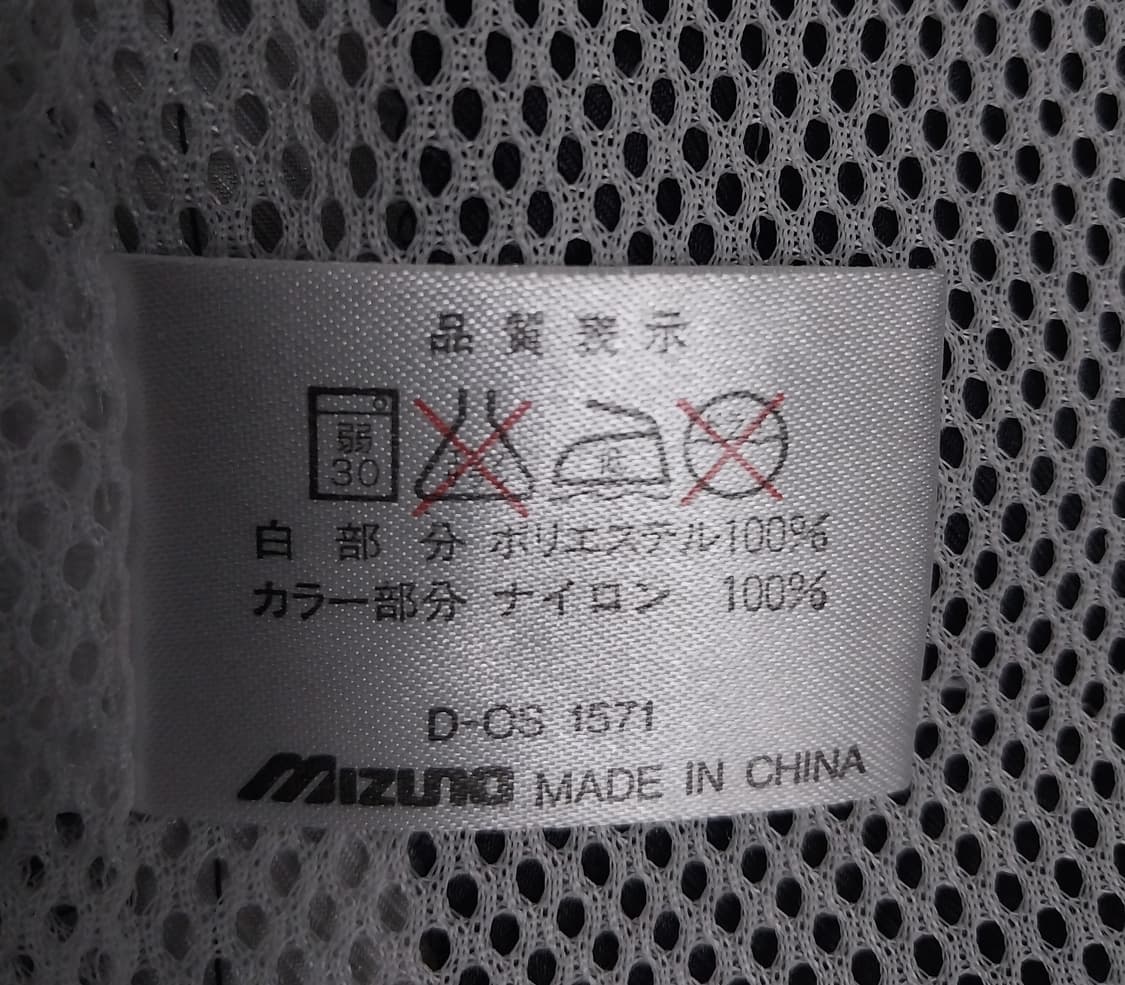 品質表示
弱
30
低
白部分 ポリエステル100%
カラー部分 ナイロン 100%
D-OS 1571
MIZUNO MADE IN CHINA